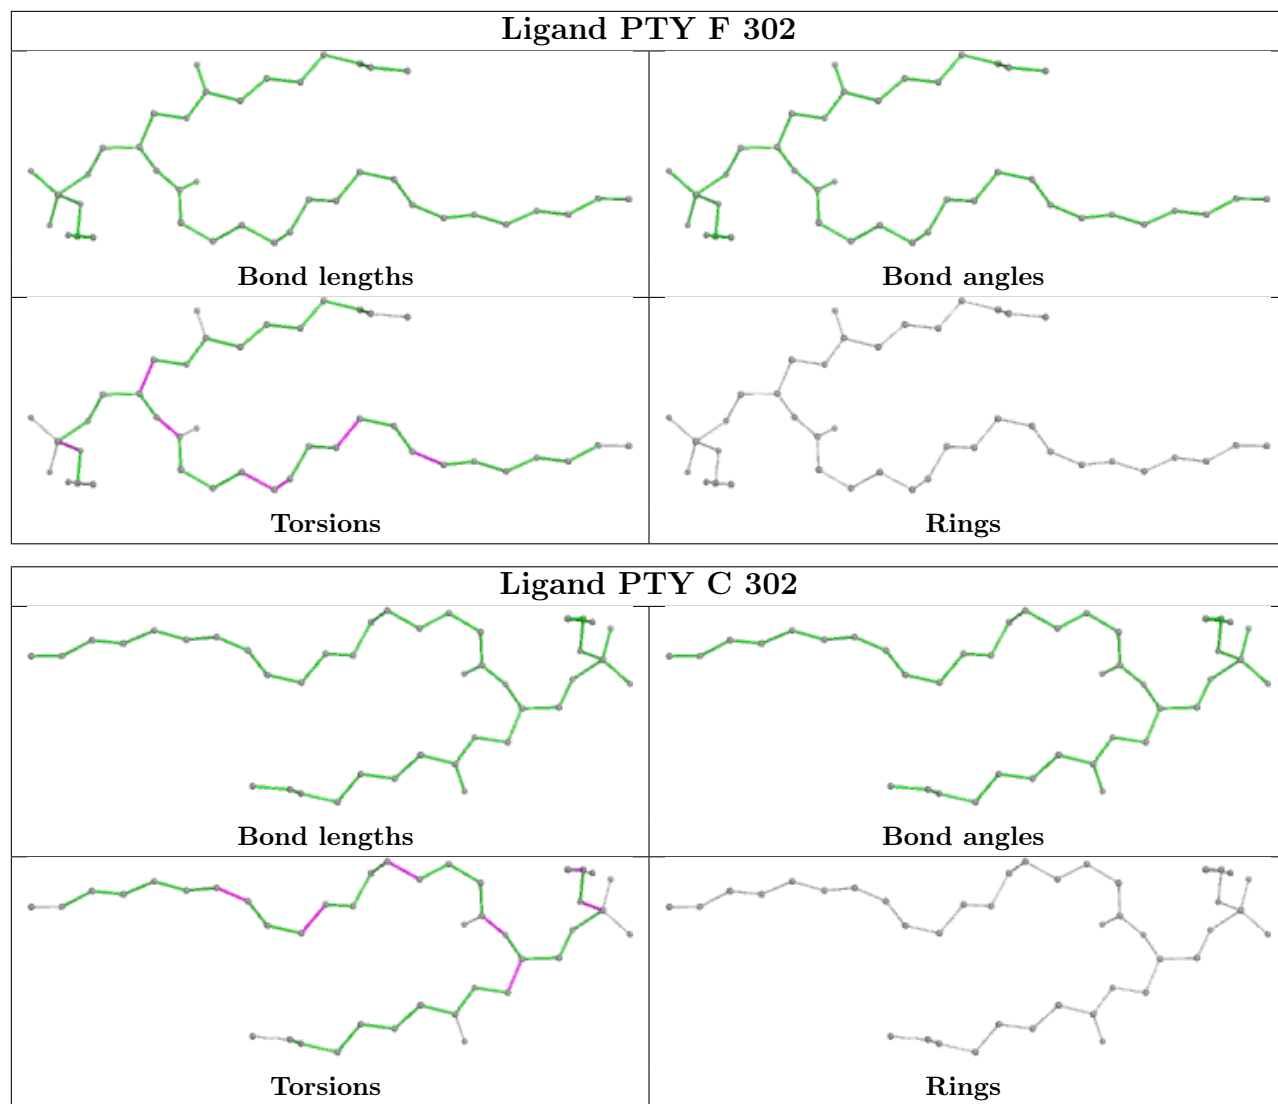 Ligand PTY F 302
Bond lengths
Bond angles
Torsions
Rings
Ligand PTY C 302
Bond lengths
Bond angles
Torsions
Rings